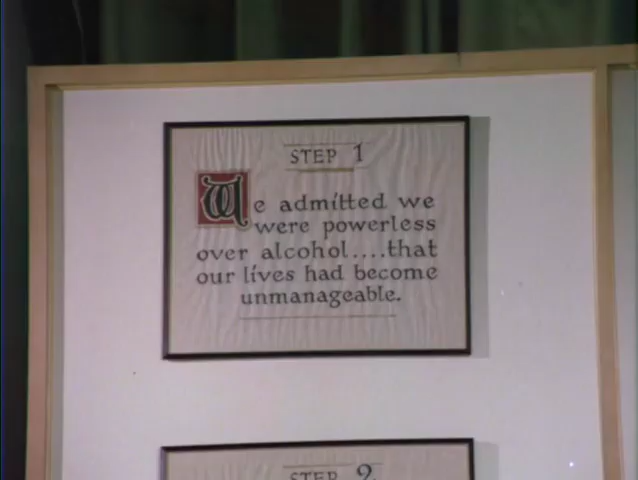 STEP 1
We admitted we
were powerless
over alcohol....that
our lives had become
unmanageable.
STEP 2